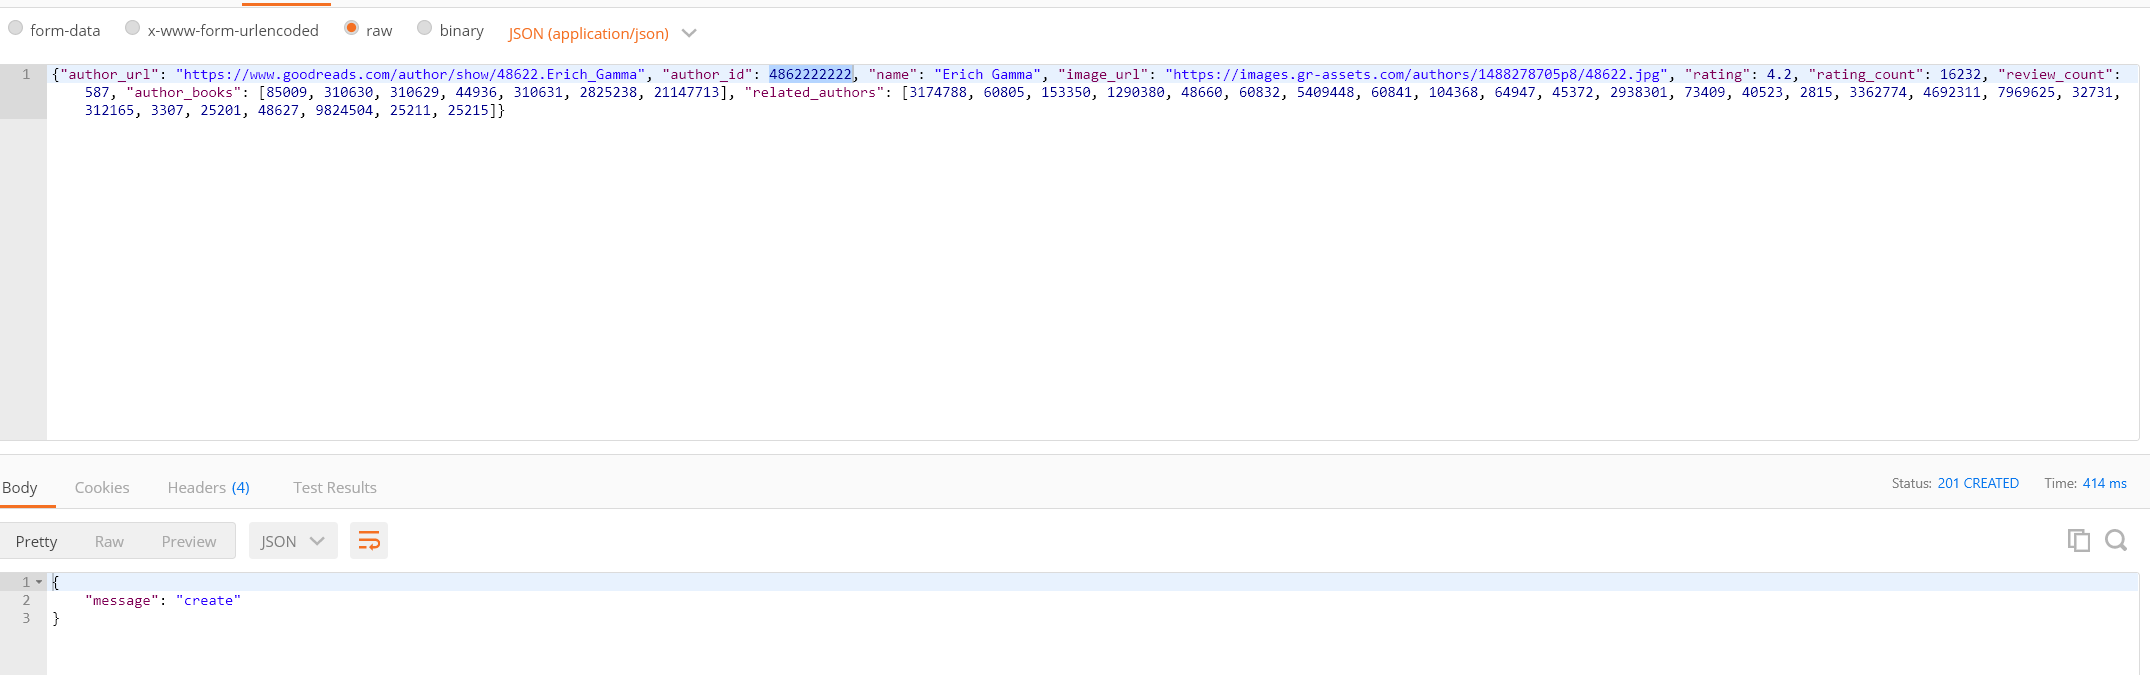 form-data x-www-form-urlencoded raw binary JSON (application/json)
1 {"author_url": "https://www.goodreads.com/author/show/48622.Erich_Gamma", "author_id": 4862222222, "name": "Erich Gamma", "image_url": "https://images.gr-assets.com/authors/1488278705p8/48622.jpg", "rating": 4.2, "rating_count": 16232, "review_count":
587, "author_books": [85009, 310630, 310629, 44936, 310631, 2825238, 21147713], "related_authors": [3174788, 60805, 153350, 1290380, 48660, 60832, 5409448, 60841, 104368, 64947, 45372, 2938301, 73409, 40523, 2815, 3362774, 4692311, 7969625, 32731,
312165, 3307, 25201, 48627, 9824504, 25211, 25215]}
Body Cookies Headers (4) Test Results Status: 201 CREATED Time: 414 ms
Pretty Raw Preview JSON
1 {
2 "message": "create"
3 }